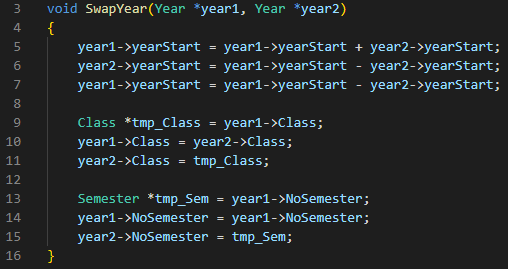 3 void SwapYear(Year *year1, Year *year2)
4 {
5 year1->yearStart = year1->yearStart + year2->yearStart;
6 year2->yearStart = year1->yearStart - year2->yearStart;
7 year1->yearStart = year1->yearStart - year2->yearStart;
8
9 Class *tmp_Class = year1->Class;
10 year1->Class = year2->Class;
11 year2->Class = tmp_Class;
12
13 Semester *tmp_Sem = year1->NoSemester;
14 year1->NoSemester = year1->NoSemester;
15 year2->NoSemester = tmp_Sem;
16 }